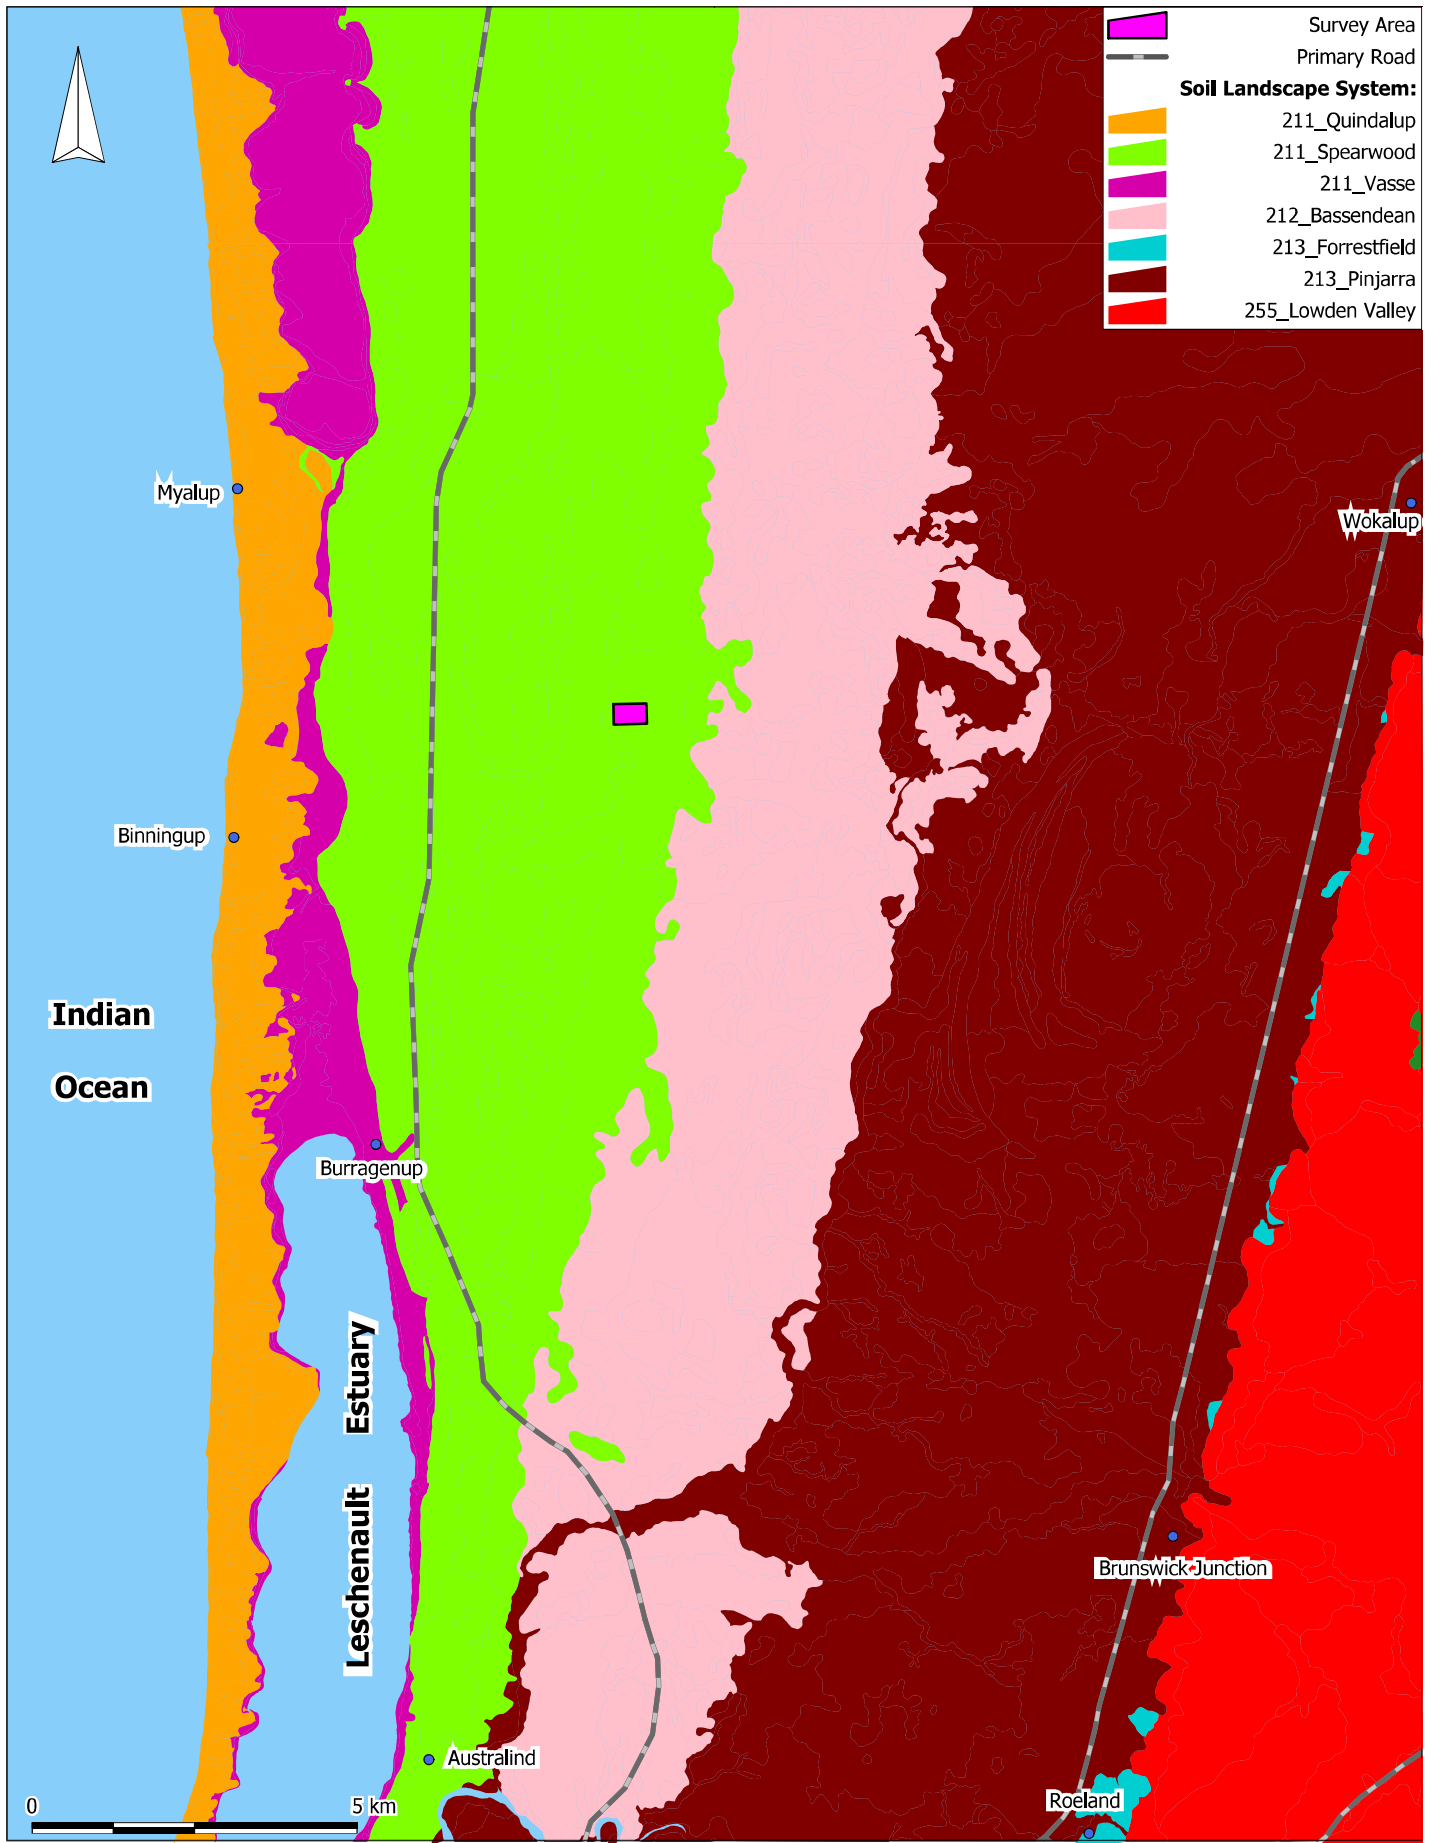 Survey Area
Primary Road
Soil Landscape System:
211_Quindalup
211_Spearwood
211_Vasse
212_Bassendean
213_Forrestfield
213_Pinjarra
255_Lowden Valley
Myalup
Wokalup
Binningup
Indian
Ocean
Burragenup
Leschenault Estuary
Brunswick Junction
Australind
Roeland
0
5 km